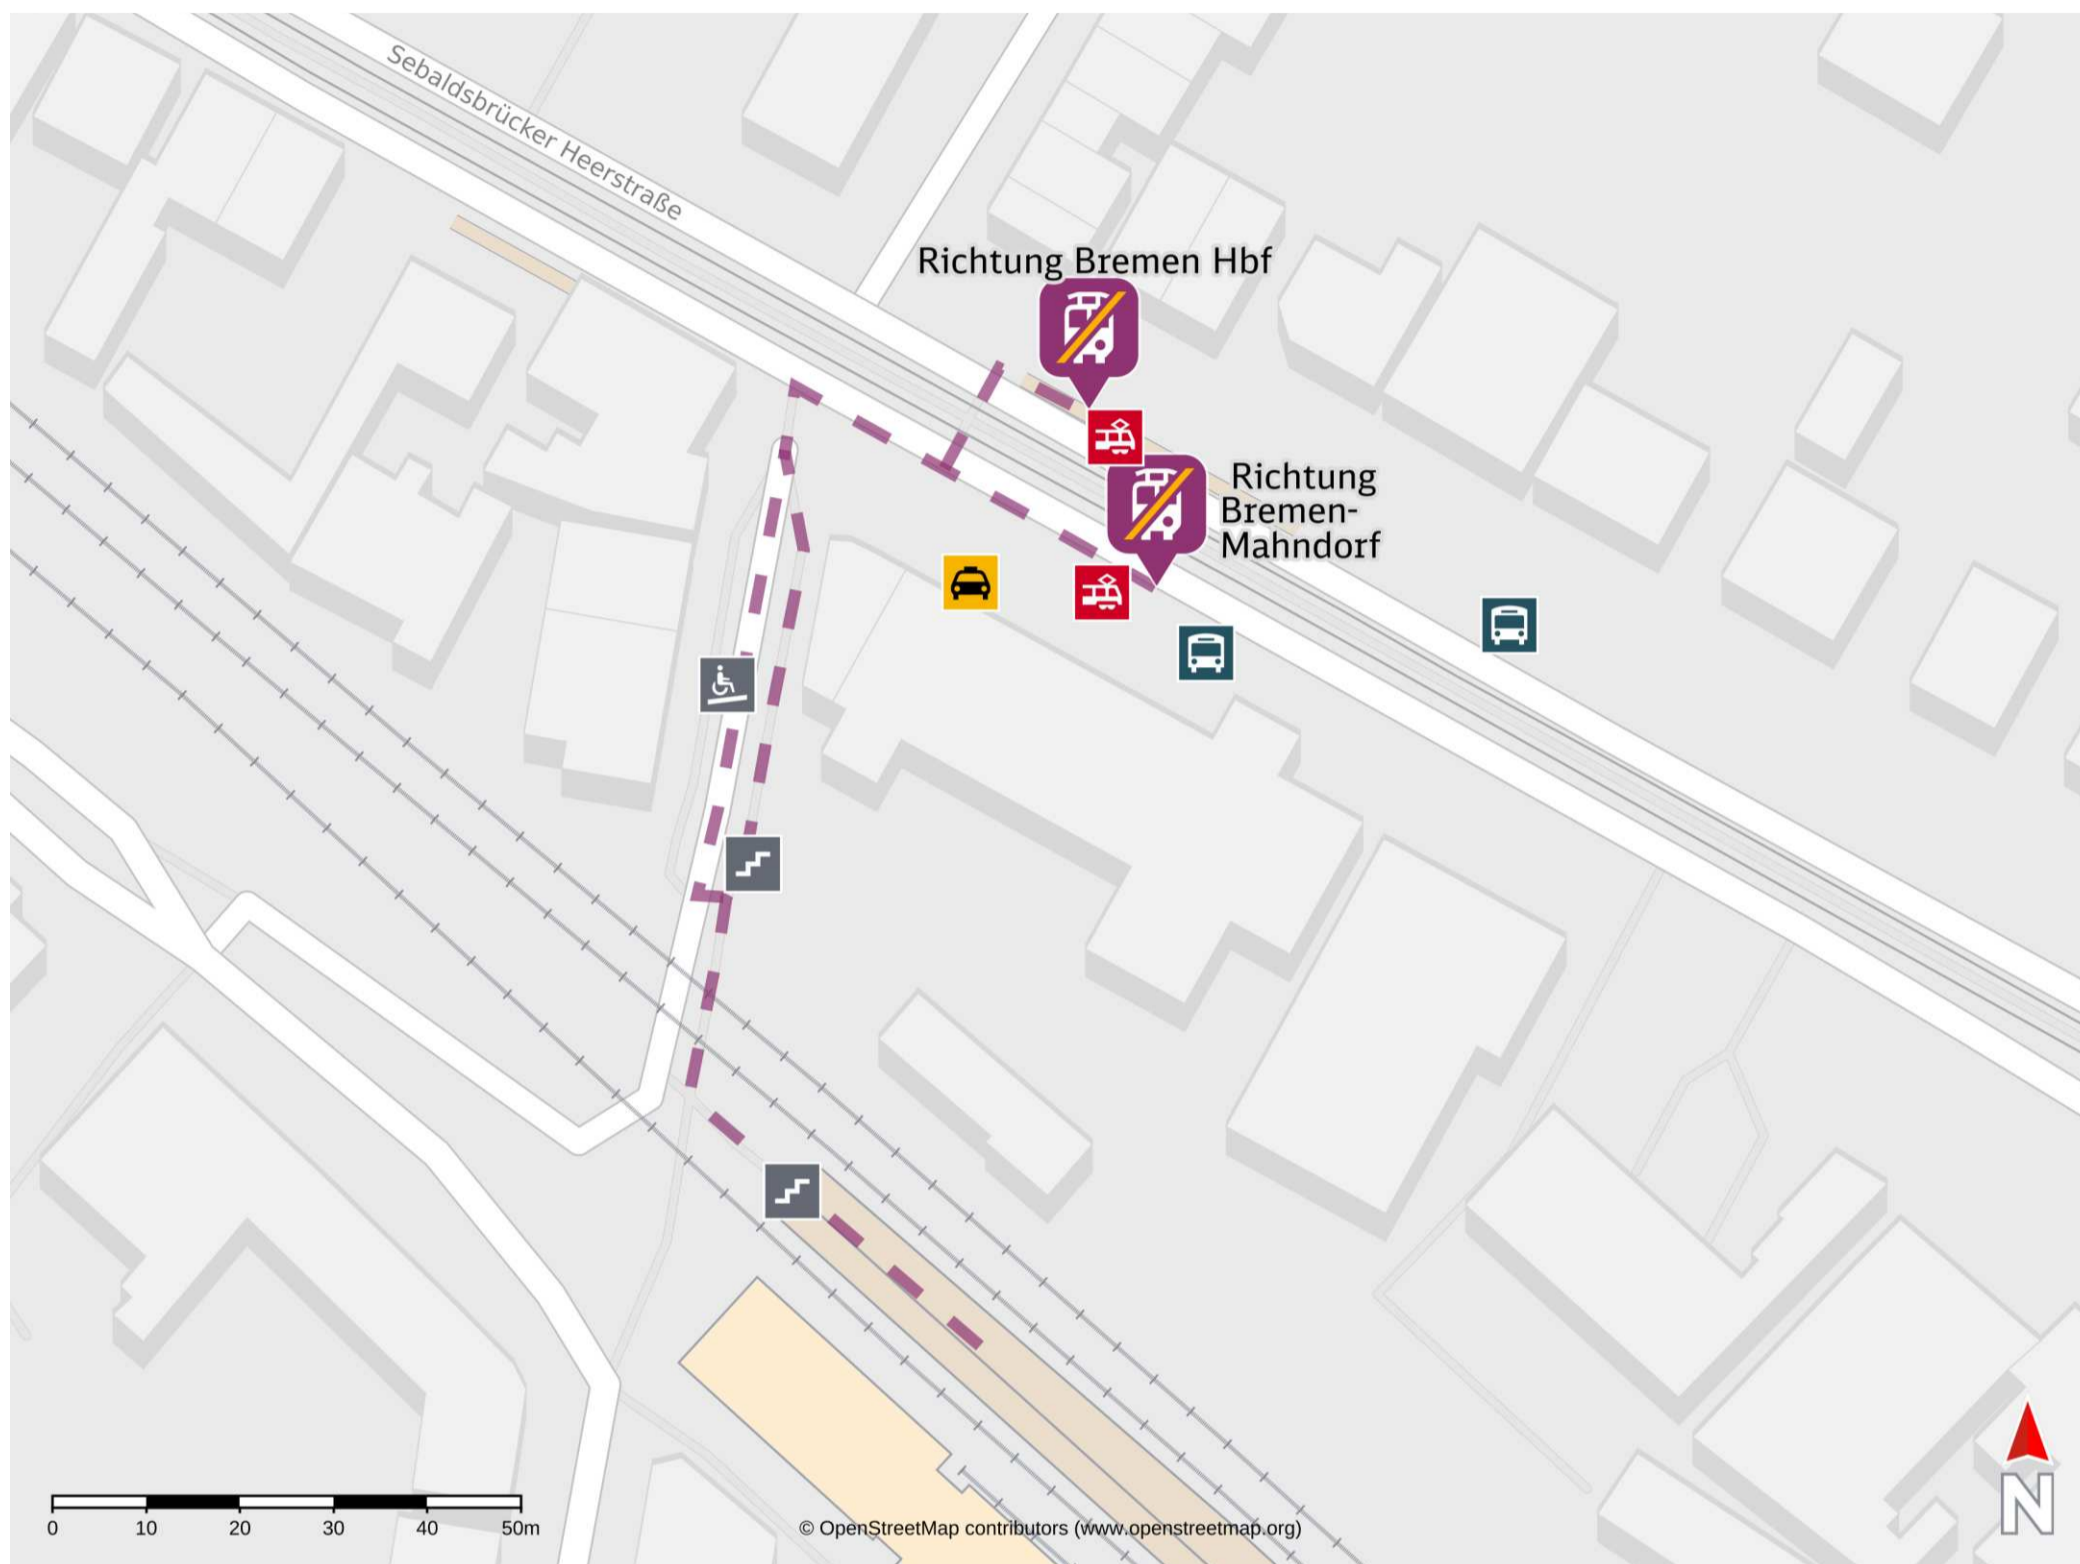 Sebaldsbrücker Heerstraße
Richtung Bremen Hbf
Richtung
Bremen-
Mahndorf
0 10 20 30 40 50m
© OpenStreetMap contributors (www.openstreetmap.org)
N